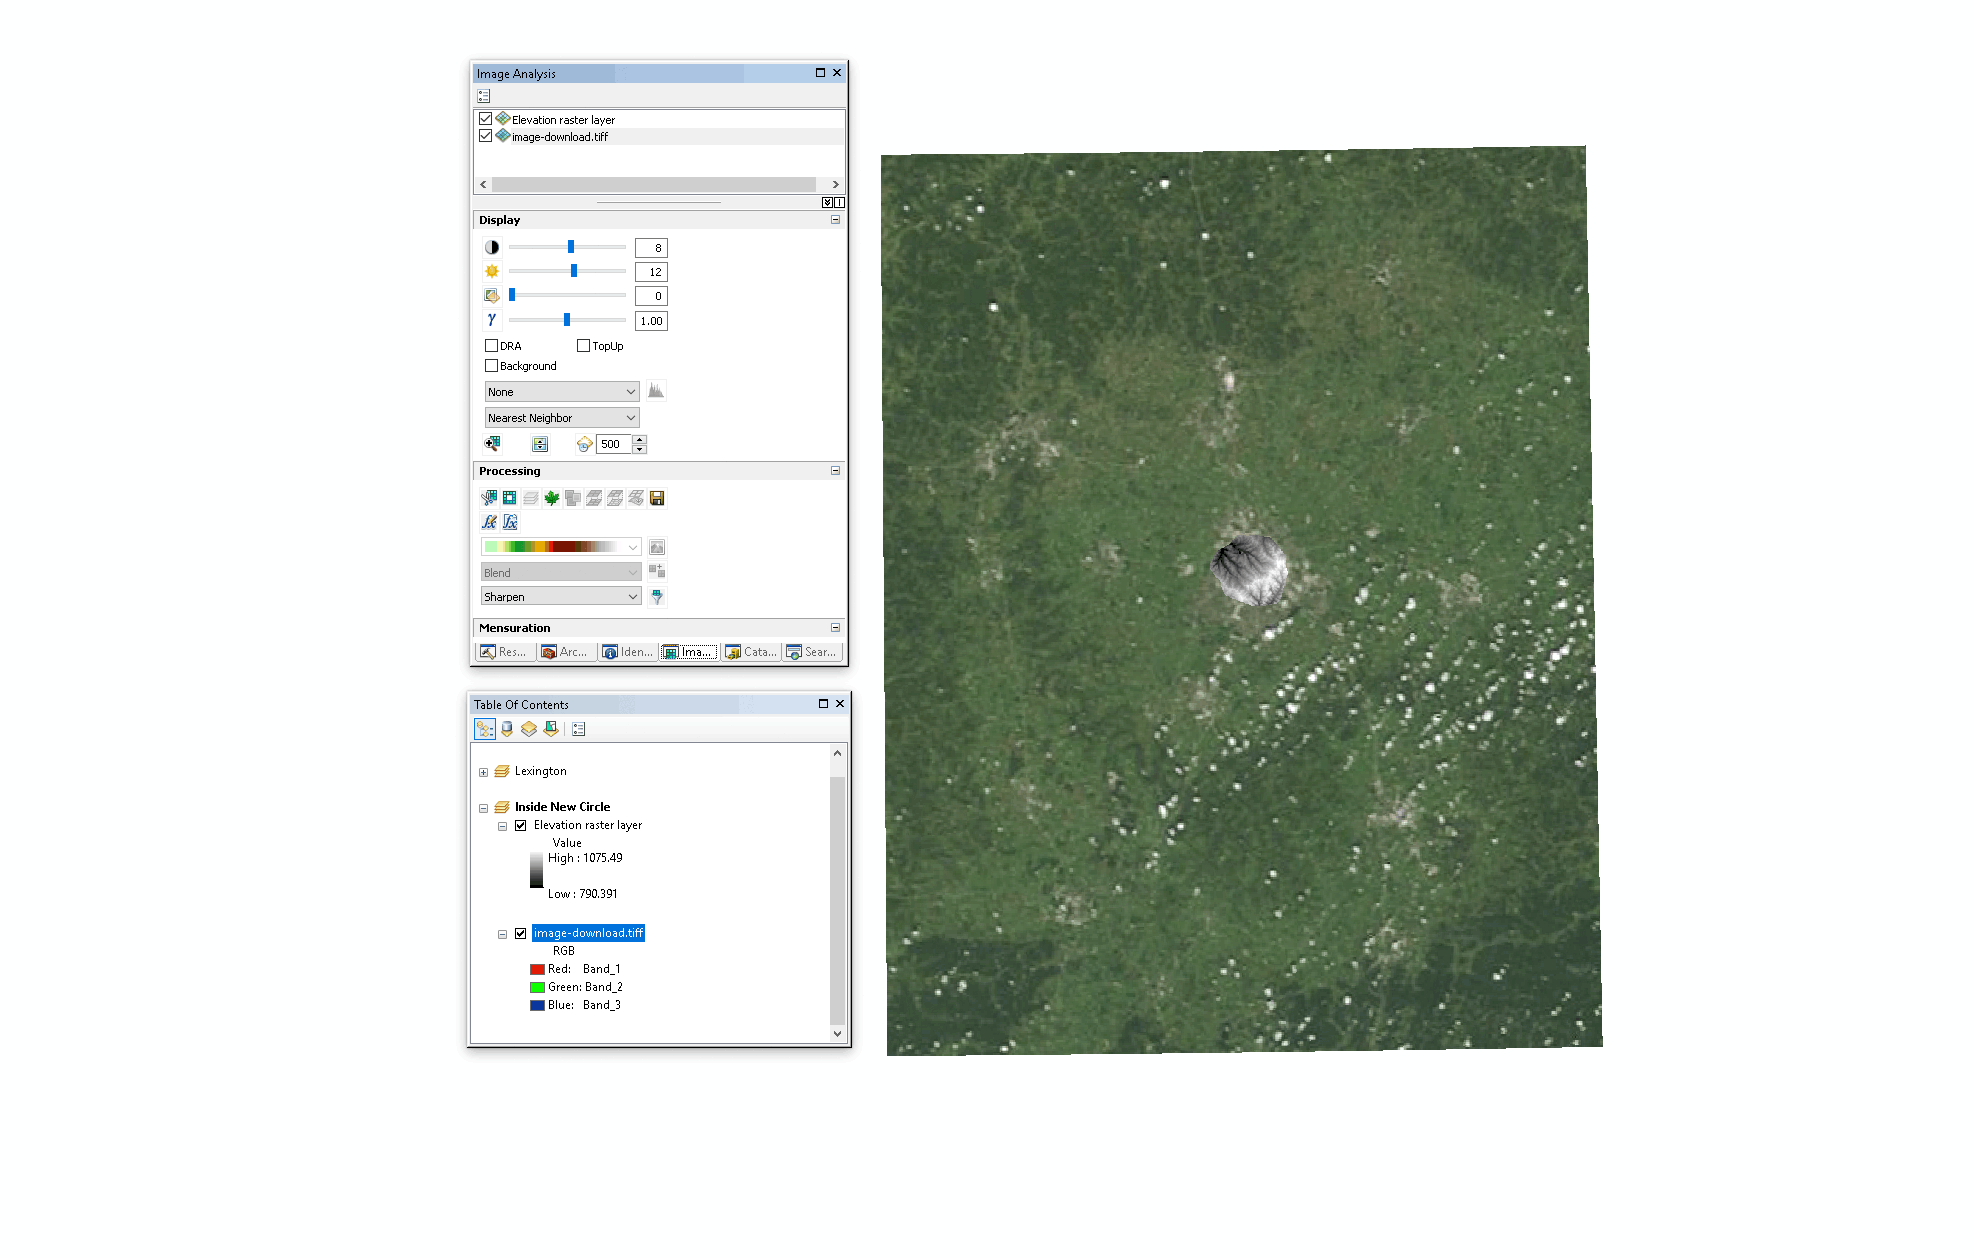 Image Analysis
Elevation raster layer
image-download.tiff
Display
8
12
0
γ 1.00
DRA TopUp
Background
None
Nearest Neighbor
500
Processing
Blend
Sharpen
Mensuration
Res... Arc... Iden... Ima... Cata... Sear...
Table Of Contents
Lexington
Inside New Circle
Elevation raster layer
Value
High : 1075.49
Low : 790.391
image-download.tiff
RGB
Red: Band_1
Green: Band_2
Blue: Band_3